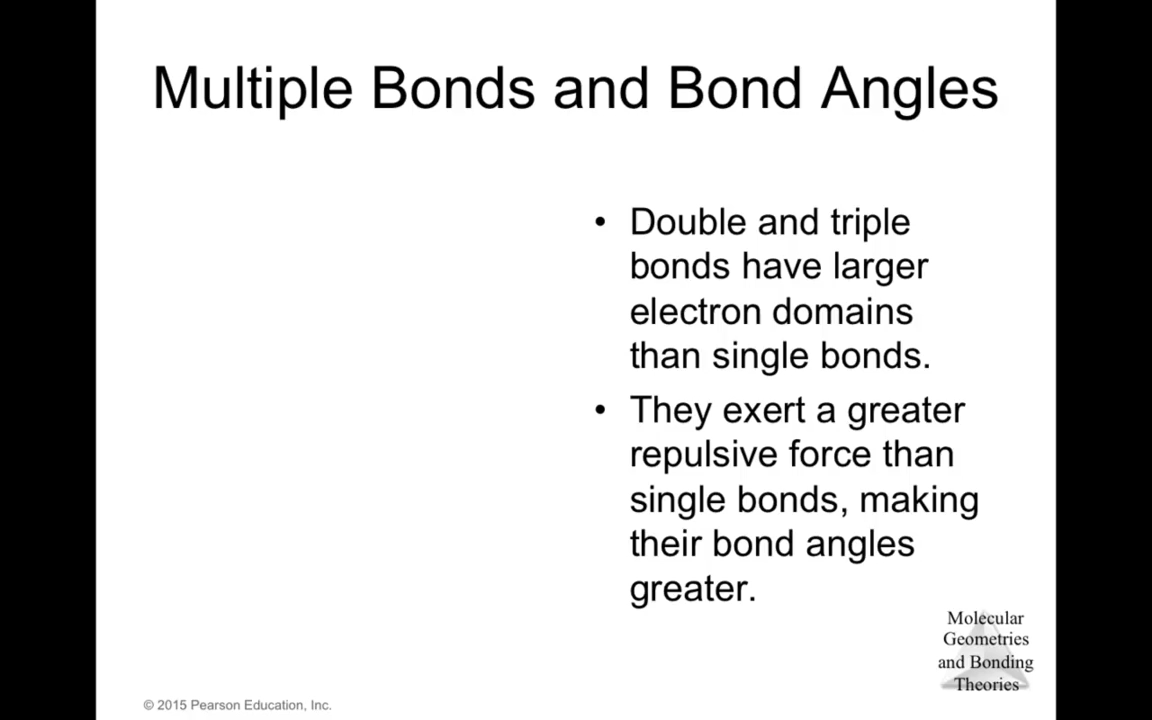 Multiple Bonds and Bond Angles
• Double and triple
bonds have larger
electron domains
than single bonds.
• They exert a greater
repulsive force than
single bonds, making
their bond angles
greater.
Molecular
Geometries
and Bonding
Theories
© 2015 Pearson Education, Inc.